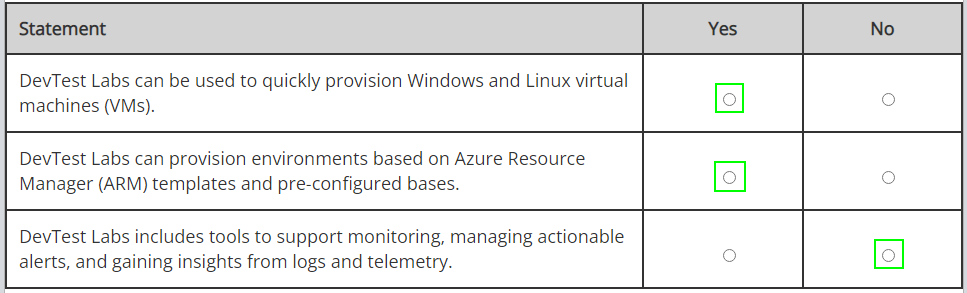 Statement Yes No
DevTest Labs can be used to quickly provision Windows and Linux virtual
machines (VMs).
DevTest Labs can provision environments based on Azure Resource
Manager (ARM) templates and pre-configured bases.
DevTest Labs includes tools to support monitoring, managing actionable
alerts, and gaining insights from logs and telemetry.